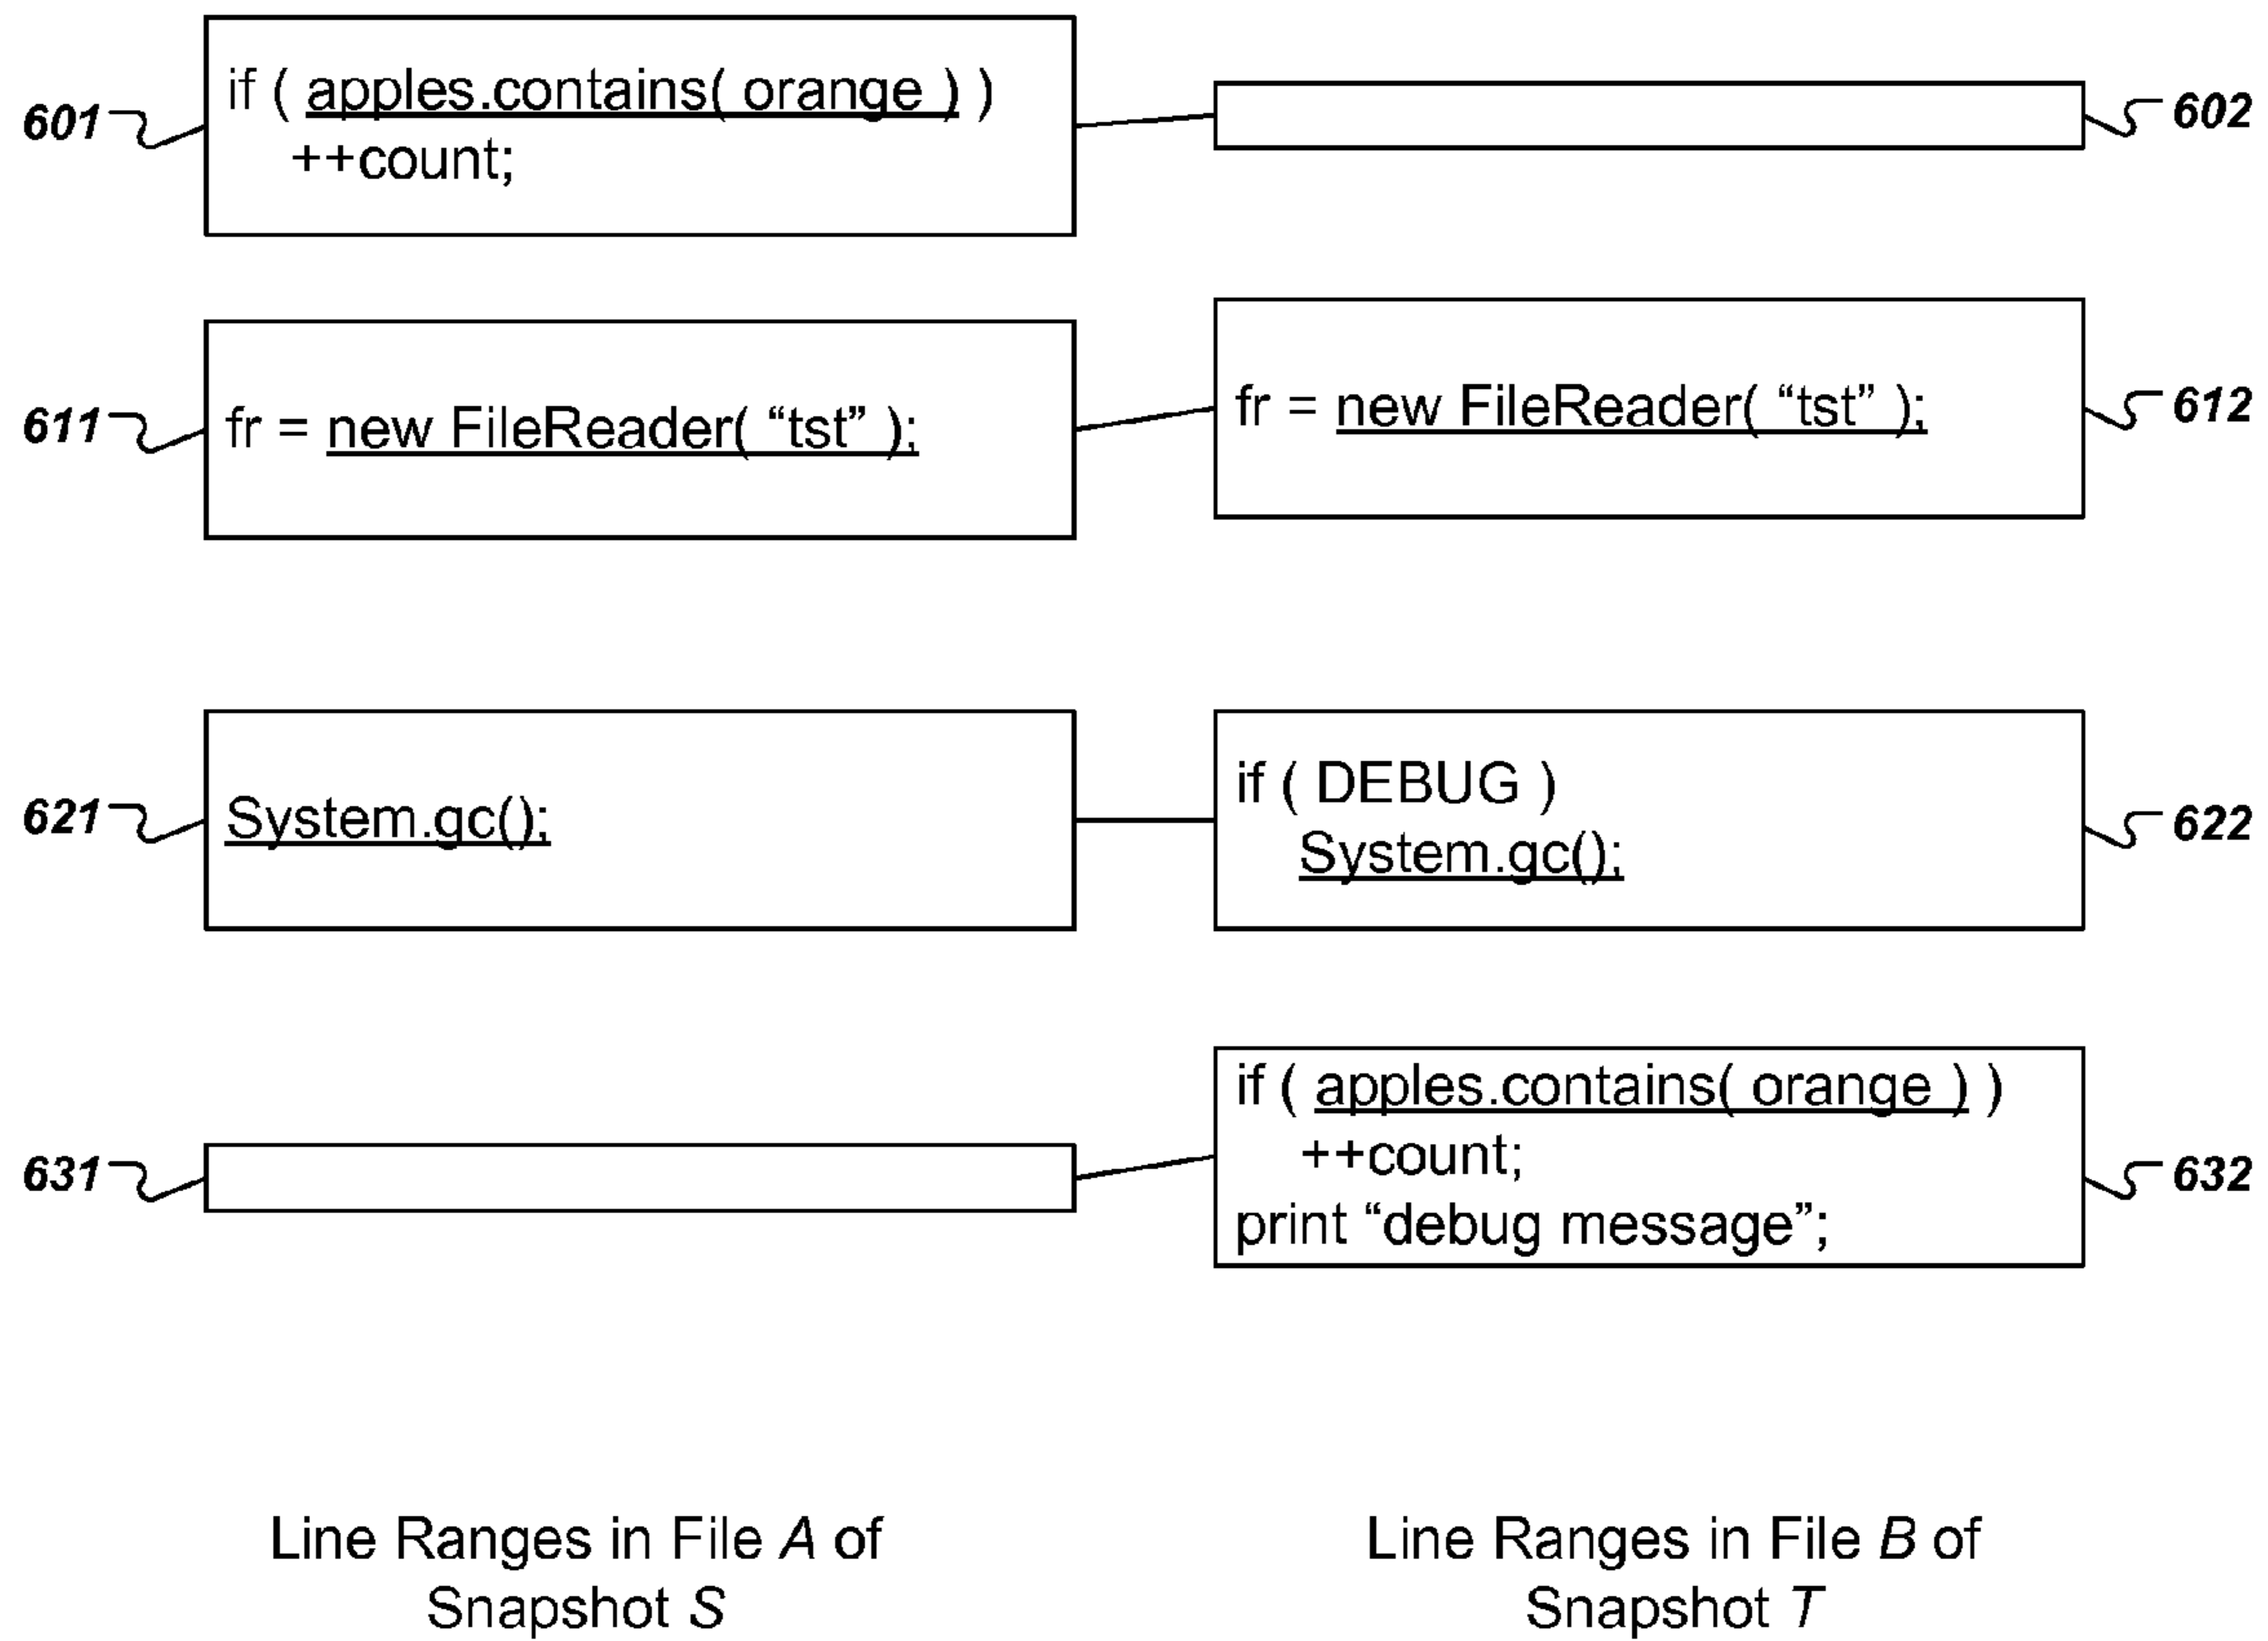 if ( apples.contains( orange ) )
++count;
601
602
fr = new FileReader( “tst” );
611
fr = new FileReader( “tst” );
612
System.gc();
621
if ( DEBUG )
System.gc();
622
631
if ( apples.contains( orange ) )
++count;
print “debug message”;
632
Line Ranges in File A of
Snapshot S
Line Ranges in File B of
Snapshot T